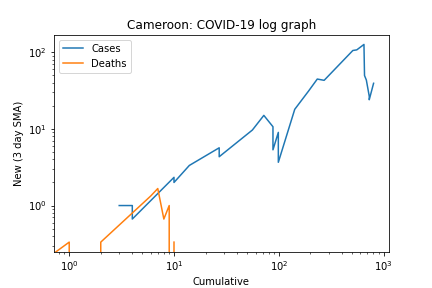 Cameroon: COVID-19 log graph
Cases
Deaths
New (3 day SMA)
10²
10¹
10⁰
10⁰ 10¹ 10² 10³
Cumulative